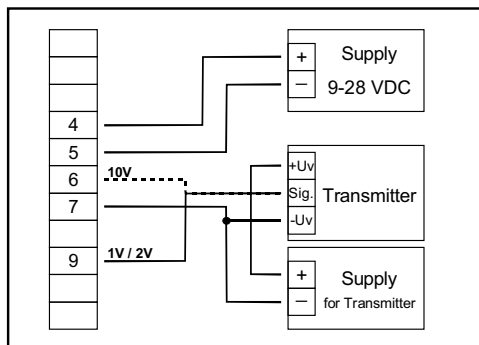 + Supply
4 − 9-28 VDC
5
6 10V +Uv
7 Sig. Transmitter
-Uv
9 1V / 2V + Supply
− for Transmitter